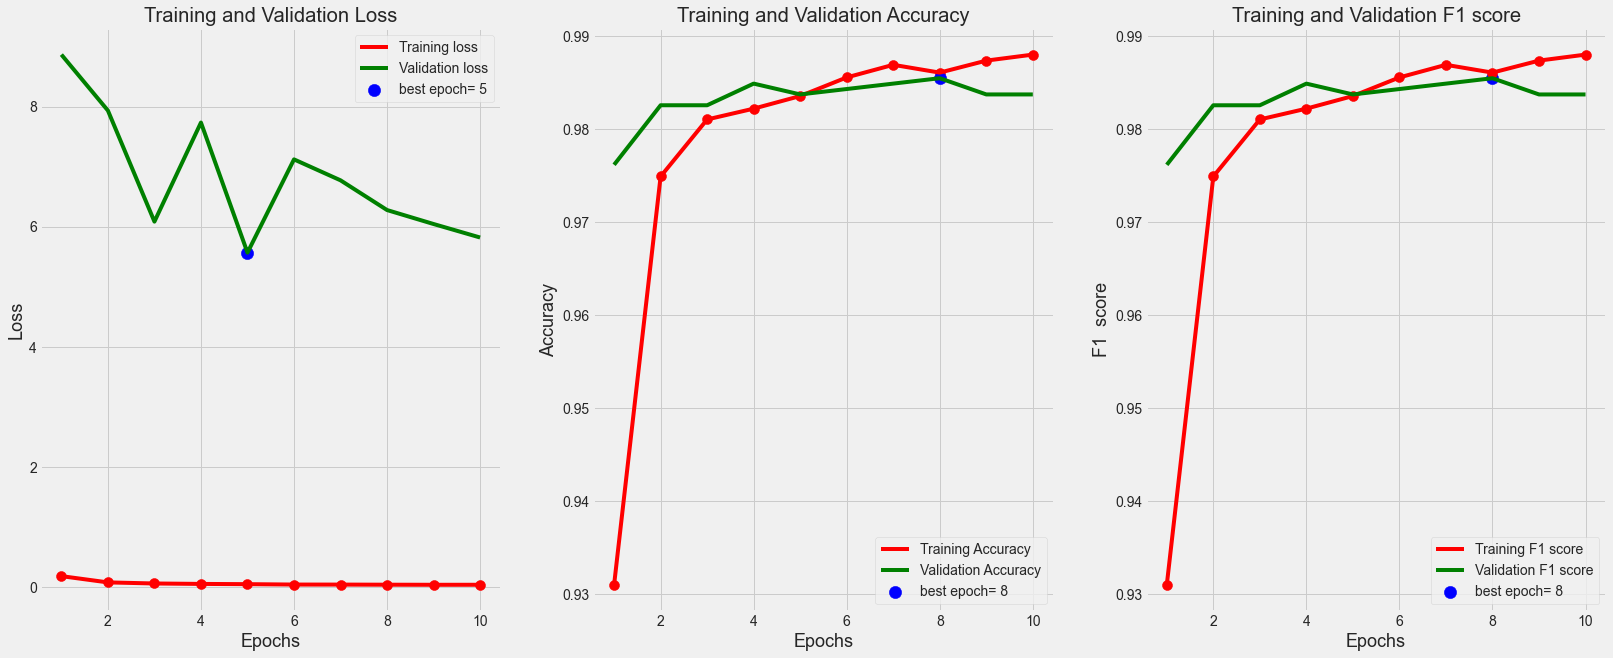 Training and Validation Loss
Loss
8
6
4
2
0
2
4
6
8
10
Epochs
Training loss
Validation loss
best epoch= 5
Training and Validation Accuracy
Accuracy
0.99
0.98
0.97
0.96
0.95
0.94
0.93
2
4
6
8
10
Epochs
Training Accuracy
Validation Accuracy
best epoch= 8
Training and Validation F1 score
F1  score
0.99
0.98
0.97
0.96
0.95
0.94
0.93
2
4
6
8
10
Epochs
Training F1 score
Validation F1 score
best epoch= 8